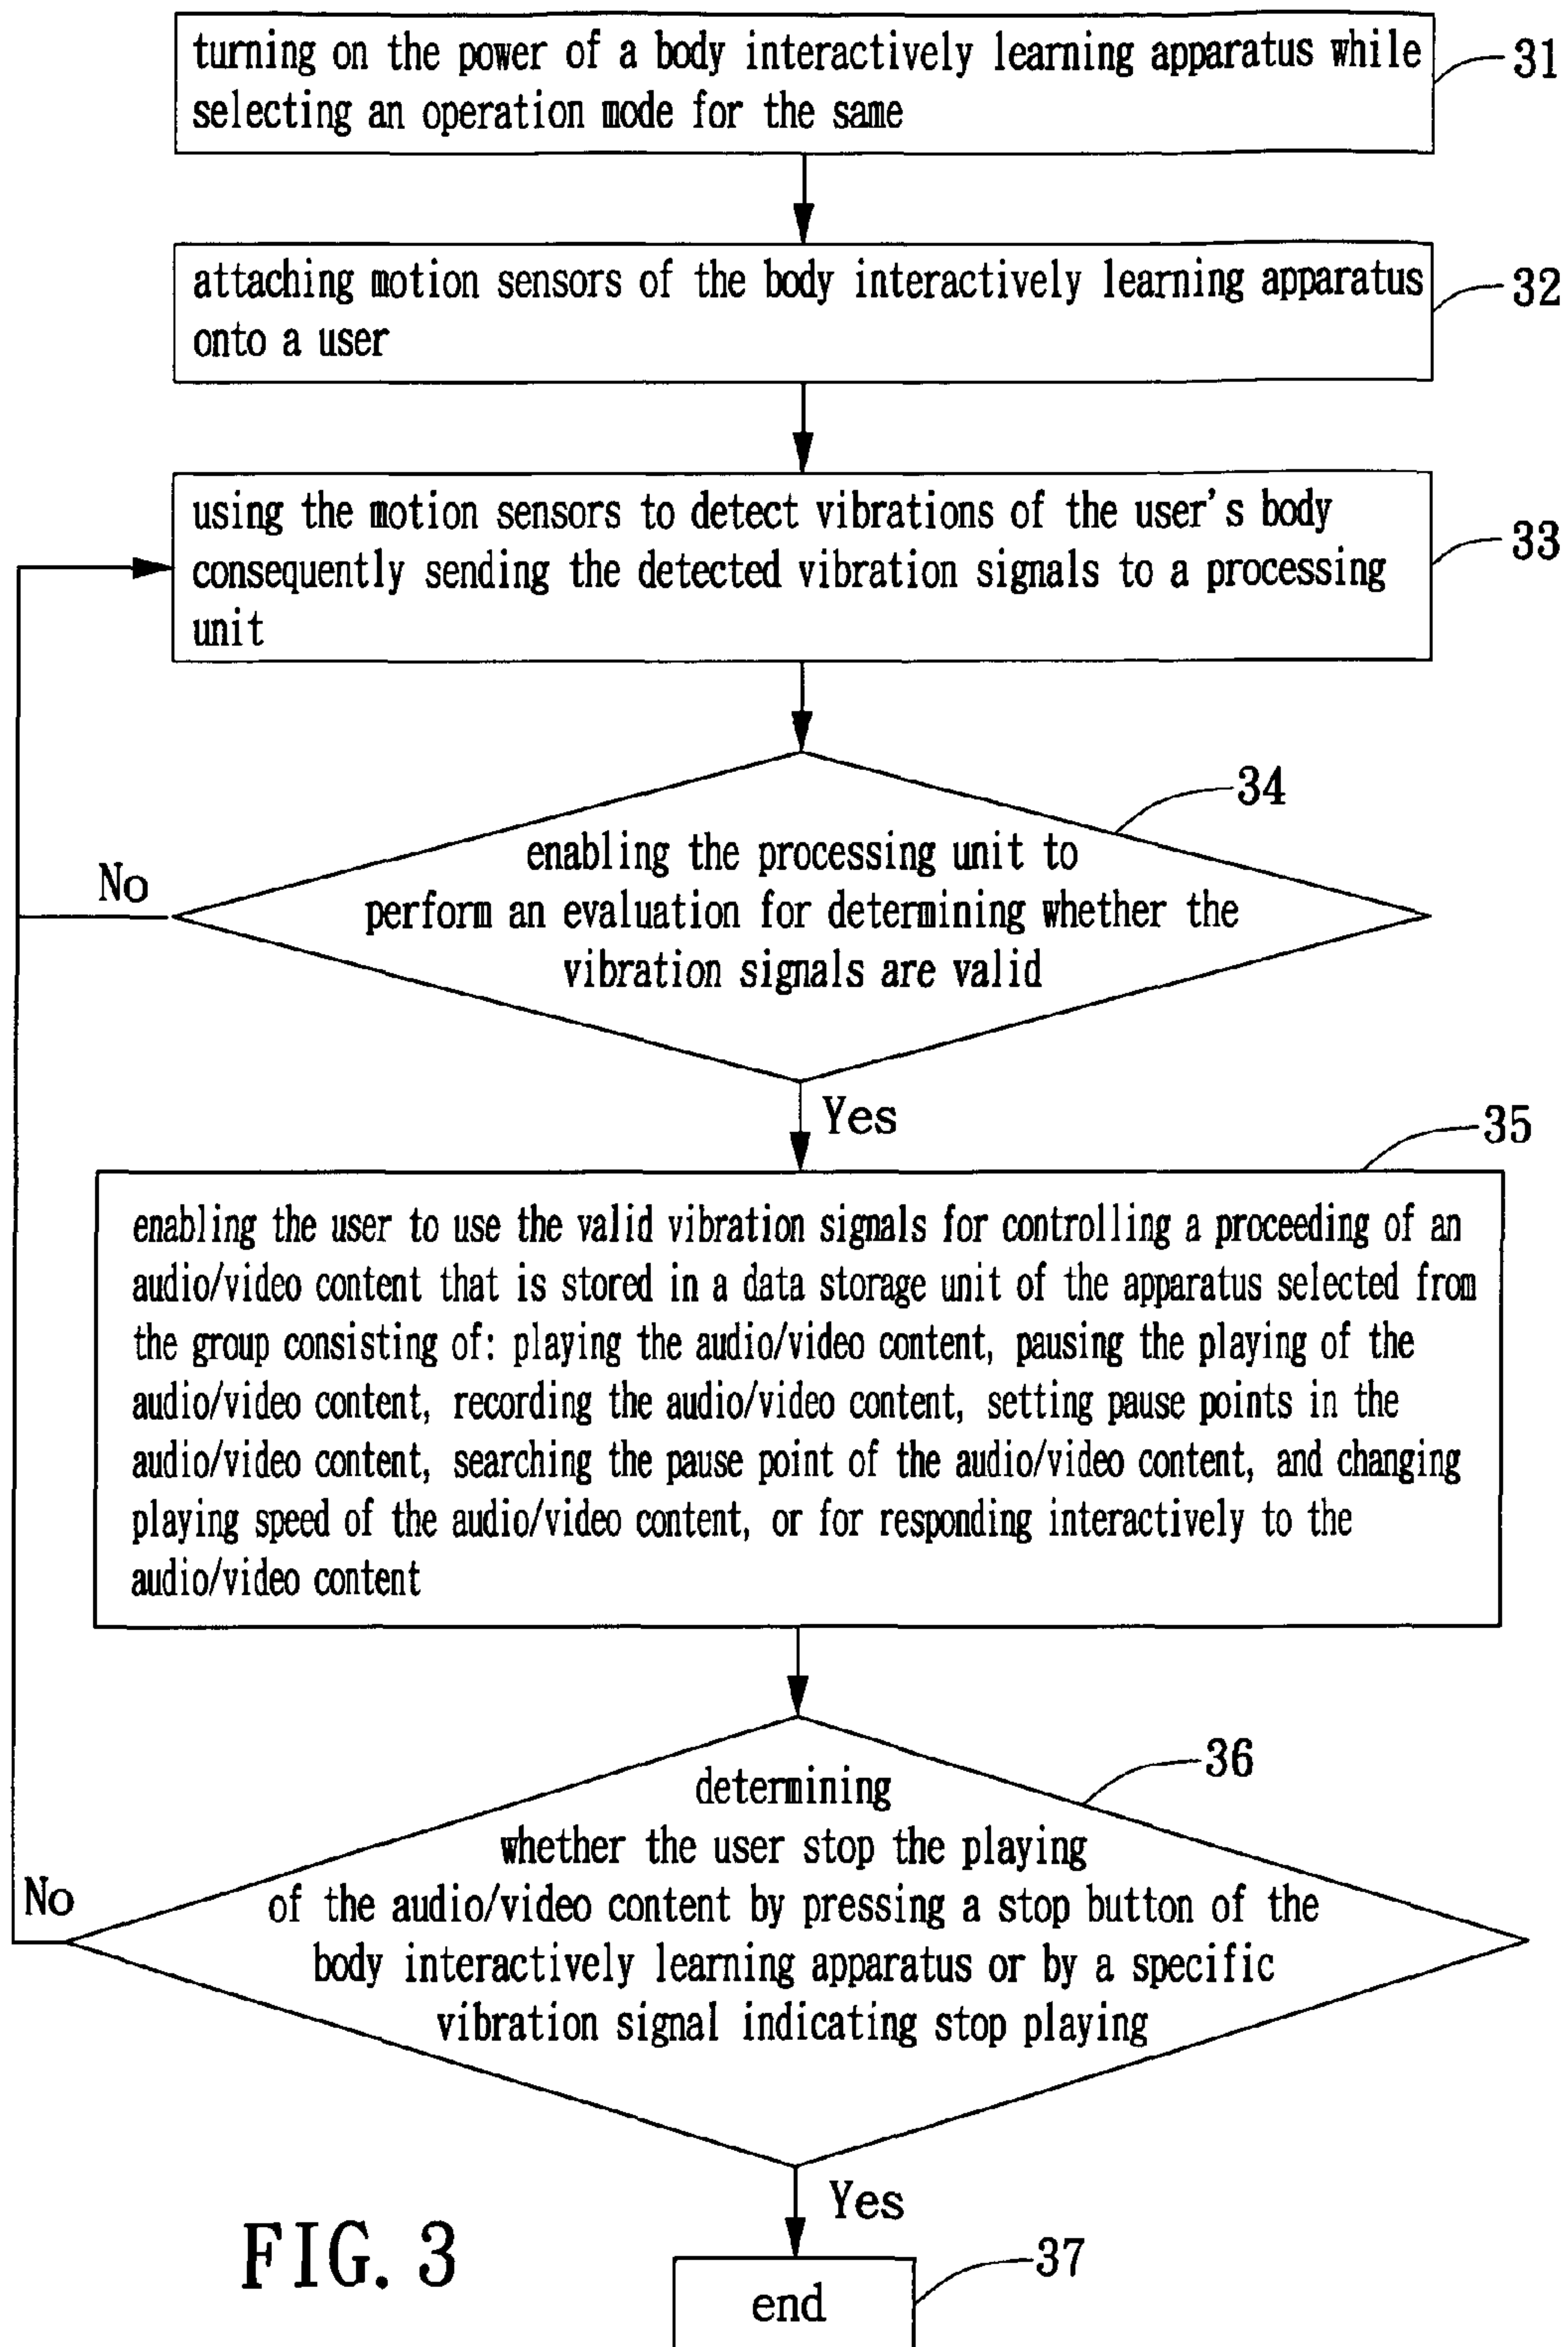 turning on the power of a body interactively learning apparatus while
selecting an operation mode for the same
31
attaching motion sensors of the body interactively learning apparatus
onto a user
32
using the motion sensors to detect vibrations of the user's body
consequently sending the detected vibration signals to a processing
unit
33
34
enabling the processing unit to
perform an evaluation for determining whether the
vibration signals are valid
No
Yes
35
enabling the user to use the valid vibration signals for controlling a proceeding of an
audio/video content that is stored in a data storage unit of the apparatus selected from
the group consisting of: playing the audio/video content, pausing the playing of the
audio/video content, recording the audio/video content, setting pause points in the
audio/video content, searching the pause point of the audio/video content, and changing
playing speed of the audio/video content, or for responding interactively to the
audio/video content
36
determining
whether the user stop the playing
of the audio/video content by pressing a stop button of the
body interactively learning apparatus or by a specific
vibration signal indicating stop playing
No
Yes
37
end
FIG. 3